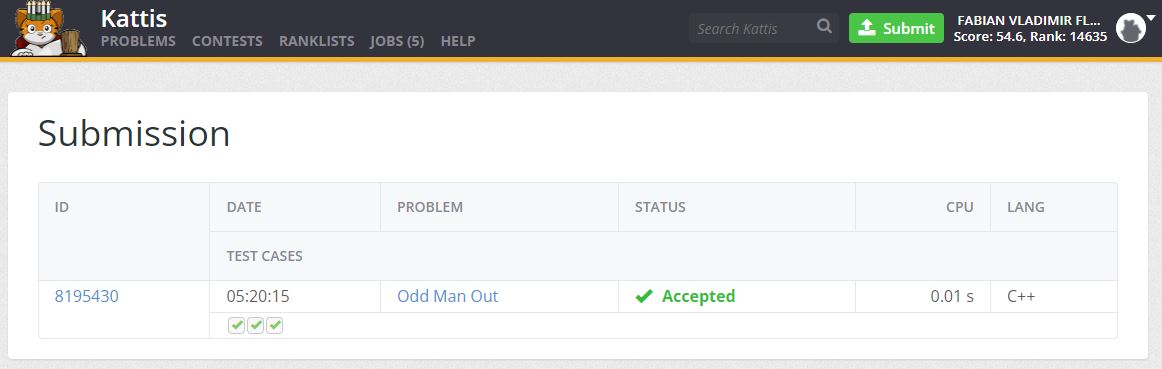 Kattis
PROBLEMS CONTESTS RANKLISTS JOBS (5) HELP
Search Kattis
Submit
FABIAN VLADIMIR FL...
Score: 54.6, Rank: 14635
Submission
ID DATE PROBLEM STATUS CPU LANG
TEST CASES
8195430 05:20:15 Odd Man Out Accepted 0.01 s C++